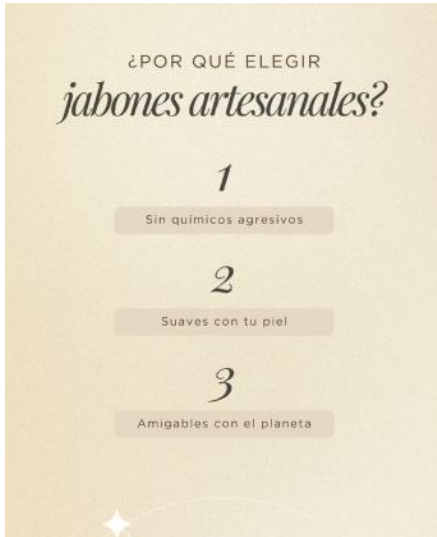 ¿POR QUÉ ELEGIR
jabones artesanales?
1
Sin químicos agresivos
2
Suaves con tu piel
3
Amigables con el planeta